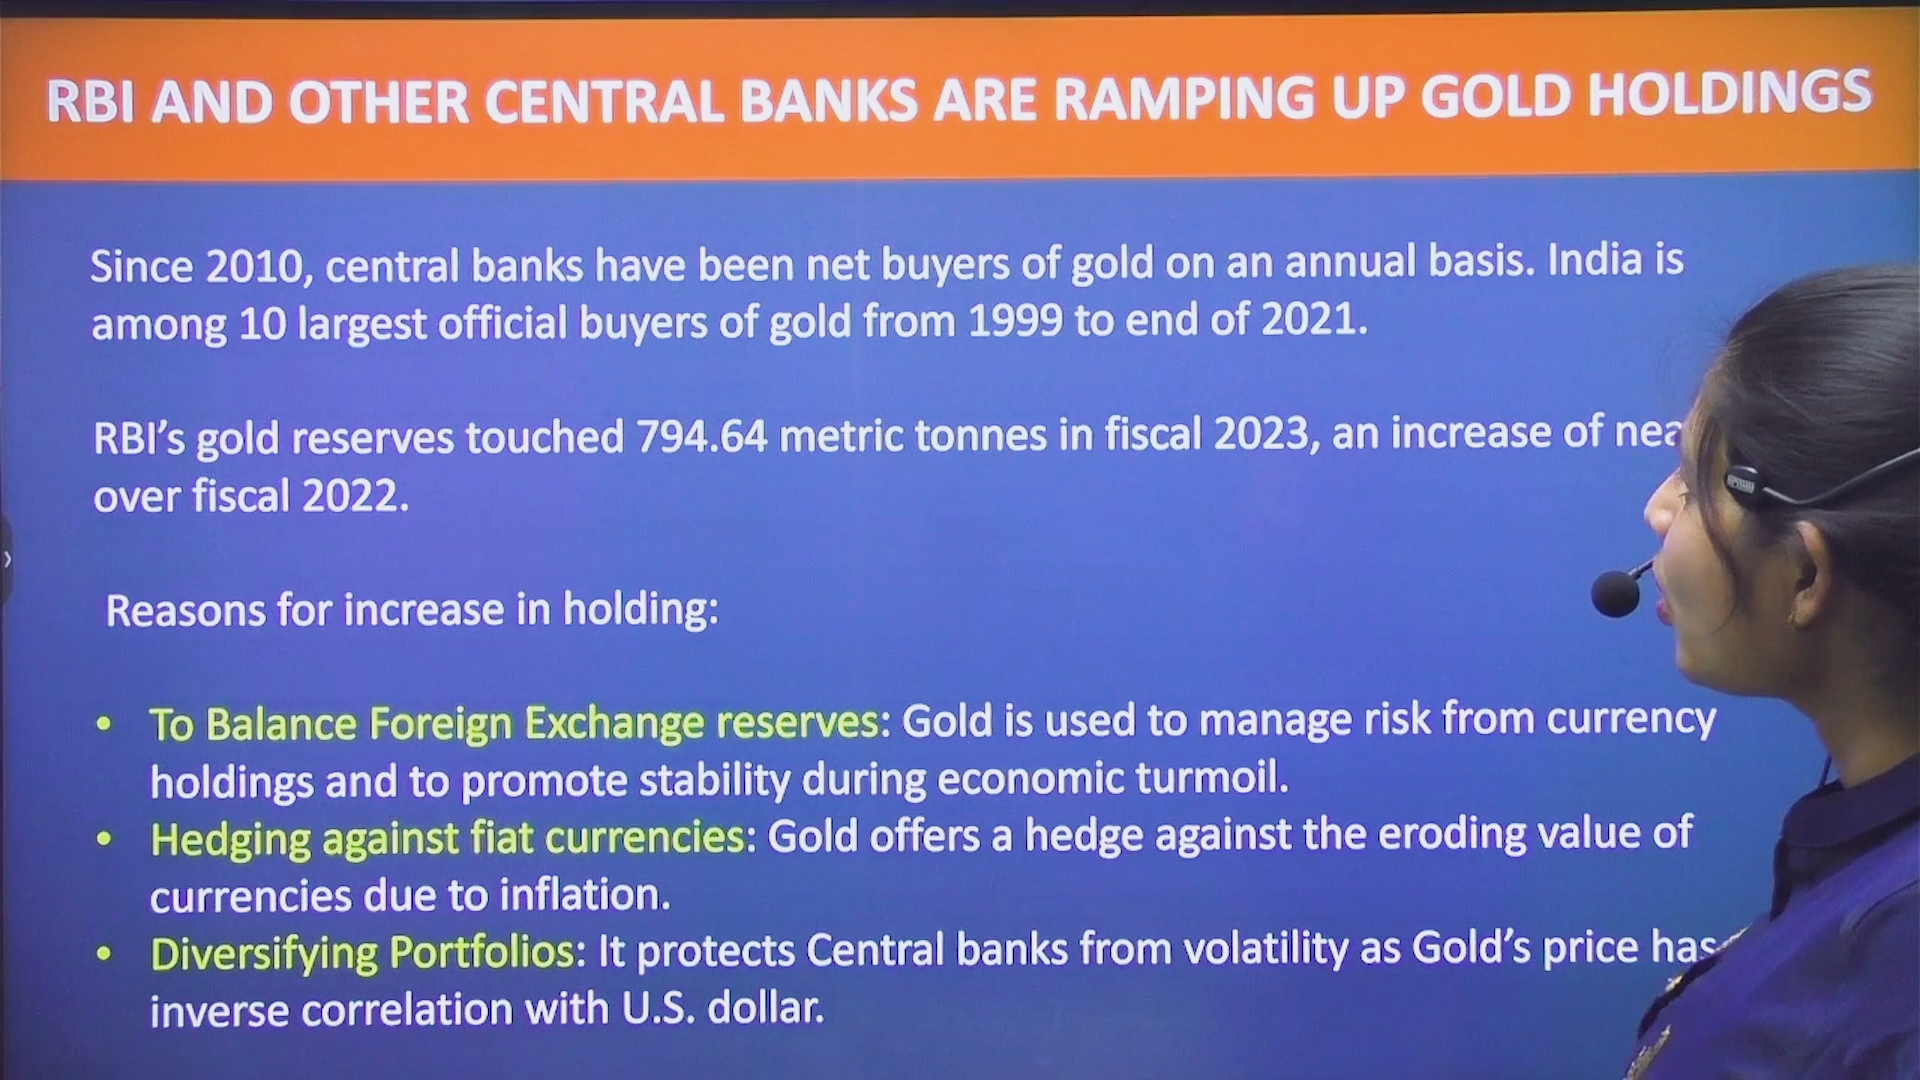 RBI AND OTHER CENTRAL BANKS ARE RAMPING UP GOLD HOLDINGS
Since 2010, central banks have been net buyers of gold on an annual basis. India is
among 10 largest official buyers of gold from 1999 to end of 2021.
RBI's gold reserves touched 794.64 metric tonnes in fiscal 2023, an increase of
over fiscal 2022.
Reasons for increase in holding:
• To Balance Foreign Exchange reserves: Gold is used to manage risk from currency
holdings and to promote stability during economic turmoil.
• Hedging against fiat currencies: Gold offers a hedge against the eroding value of
currencies due to inflation.
• Diversifying Portfolios: It protects Central banks from volatility as Gold's price has
inverse correlation with U.S. dollar.